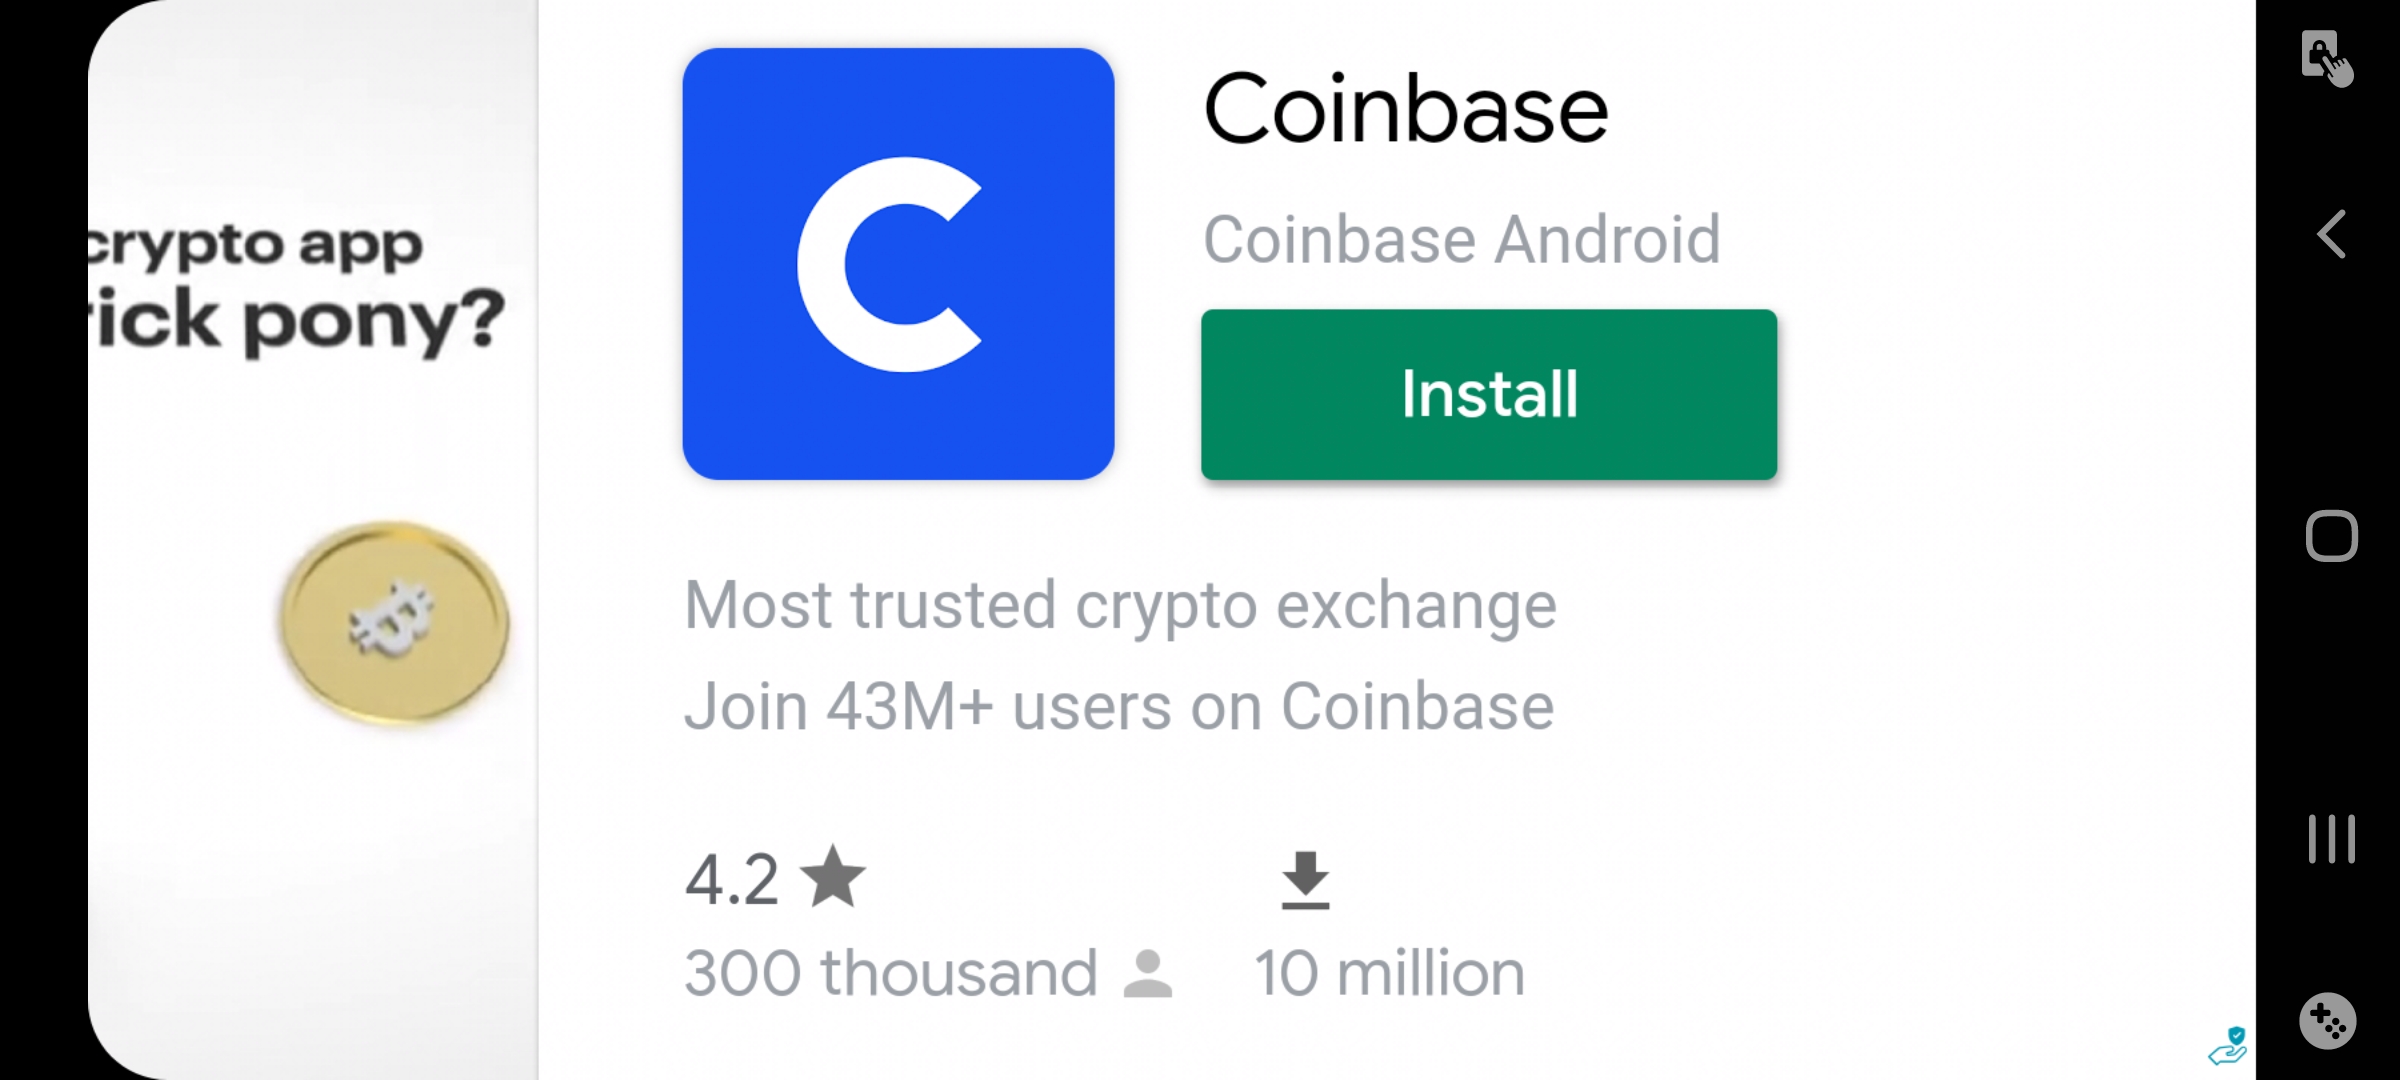 crypto app
ick pony?
Coinbase
Coinbase Android
Install
Most trusted crypto exchange
Join 43M+ users on Coinbase
4.2
300 thousand
10 million